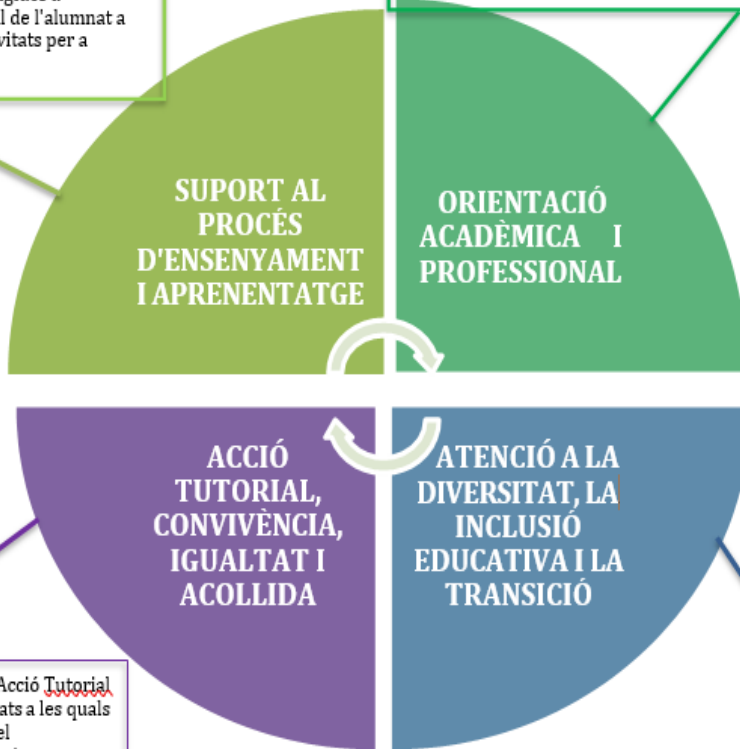 l de l'alumnat a
vitats per a
SUPORT AL
PROCÉS
D'ENSENYAMENT
I APRENENTATGE
ORIENTACIÓ
ACADÈMICA I
PROFESSIONAL
ACCIÓ
TUTORIAL,
CONVIVÈNCIA,
IGUALTAT I
ACOLLIDA
ATENCIÓ A LA
DIVERSITAT, LA
INCLUSIÓ
EDUCATIVA I LA
TRANSICIÓ
Acció Tutorial
ats a les quals
el